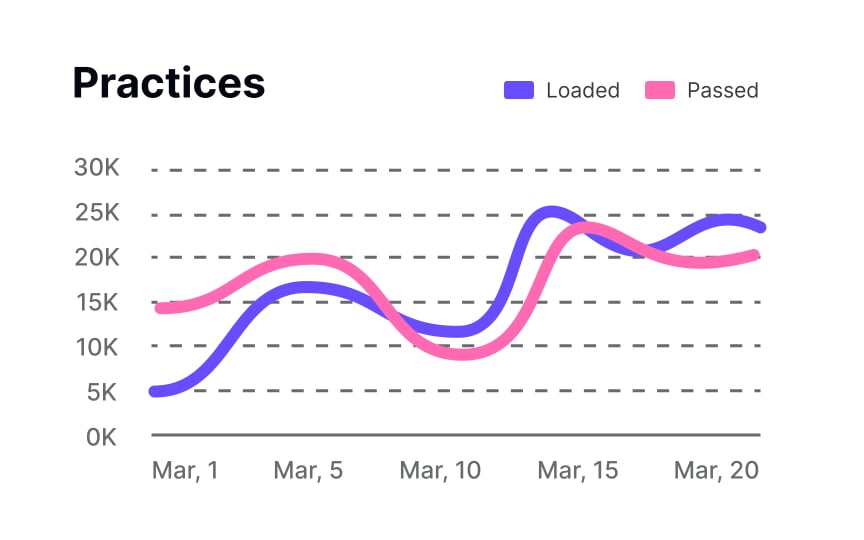 Practices
Loaded Passed
30K
25K
20K
15K
10K
5K
0K
Mar, 1 Mar, 5 Mar, 10 Mar, 15 Mar, 20